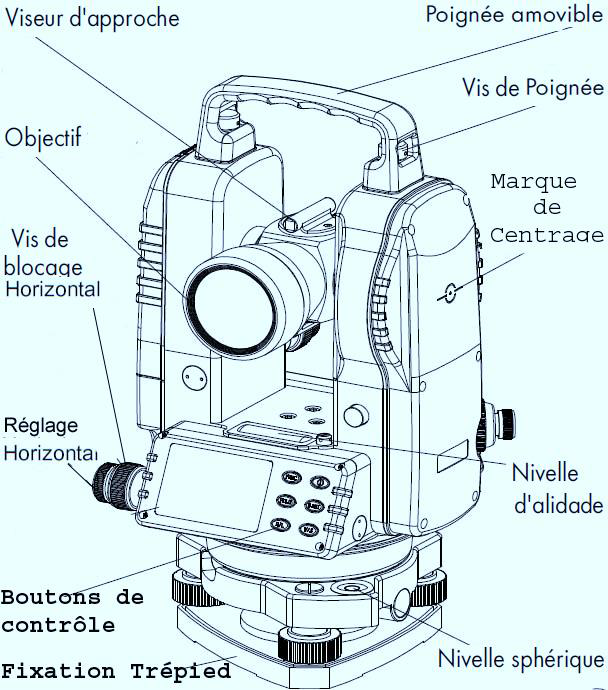 Viseur d'approche
Poignée amovible
Vis de Poignée
Objectif
Marque
de
Centrage
Vis de
blocage
Horizontal
Réglage
Horizontal
Nivelle
d'alidade
Boutons de
contrôle
Nivelle sphérique
Fixation Trépied